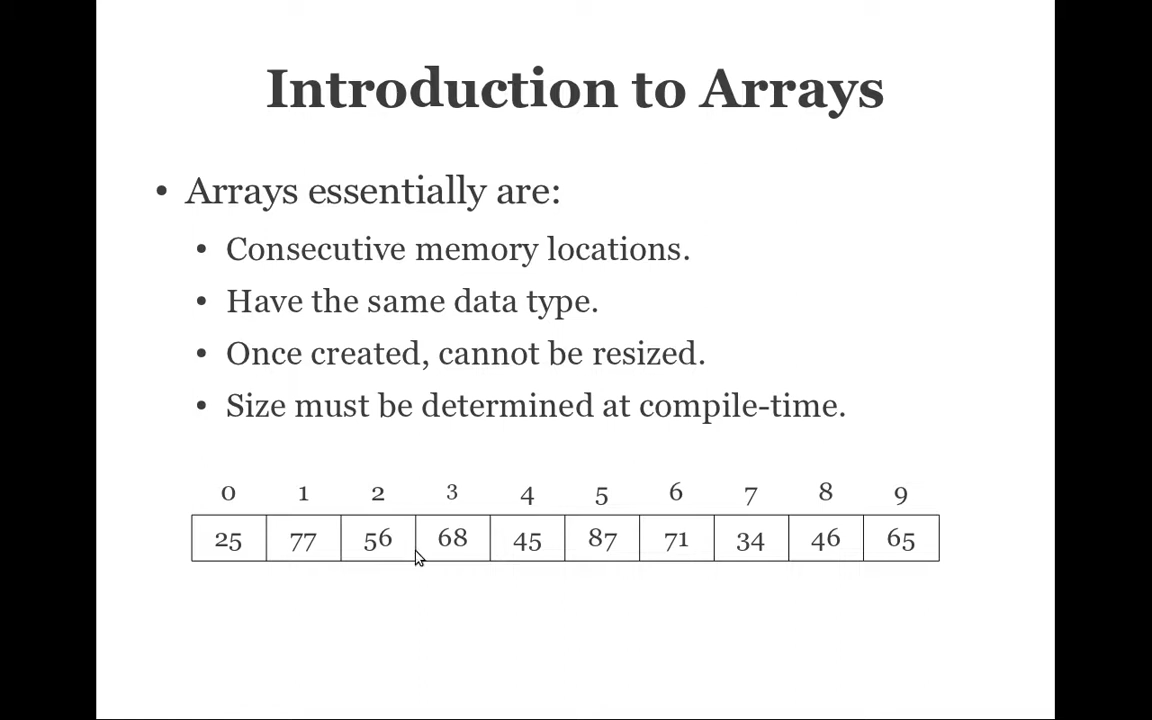 Introduction to Arrays
• Arrays essentially are:
• Consecutive memory locations.
• Have the same data type.
• Once created, cannot be resized.
• Size must be determined at compile-time.
0 1 2 3 4 5 6 7 8 9
25 77 56 68 45 87 71 34 46 65